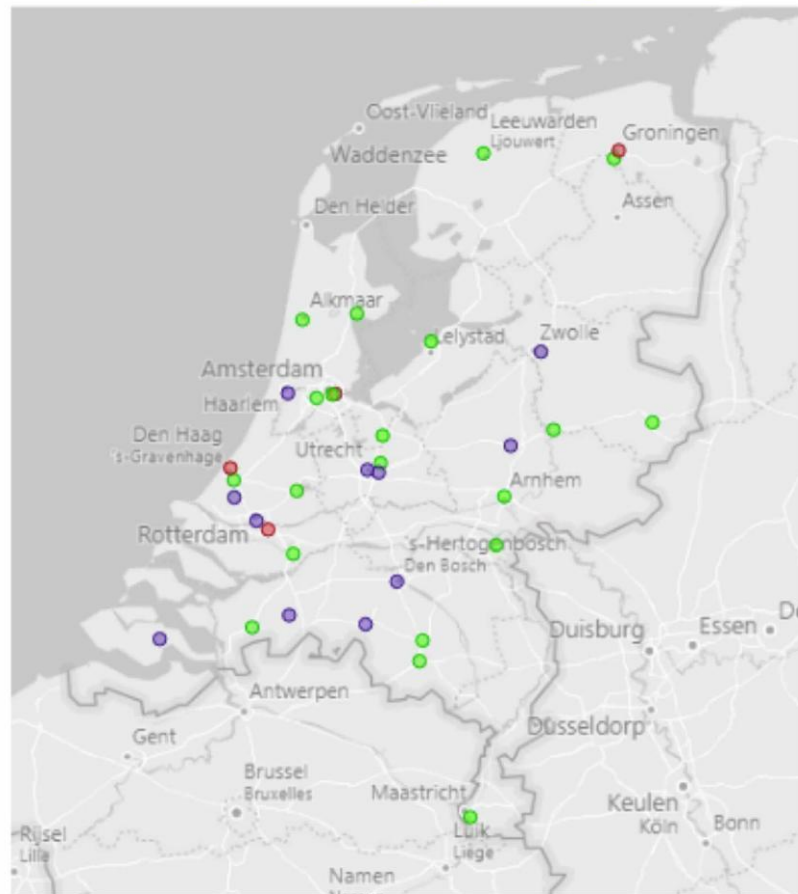 Oost-Vlieland
Leeuwarden
Ljouwert
Groningen
Waddenzee
Assen
Den Helder
Alkmaar
Lelystad
Zwolle
Amsterdam
Haarlem
Den Haag
's-Gravenhage
Utrecht
Arnhem
Rotterdam
's-Hertogenbosch
Den Bosch
Duisburg
Essen
Antwerpen
Düsseldorp
Gent
Brussel
Bruxelles
Maastricht
Keulen
Köln
Bonn
Luik
Liège
Rijsel
Lille
Namen